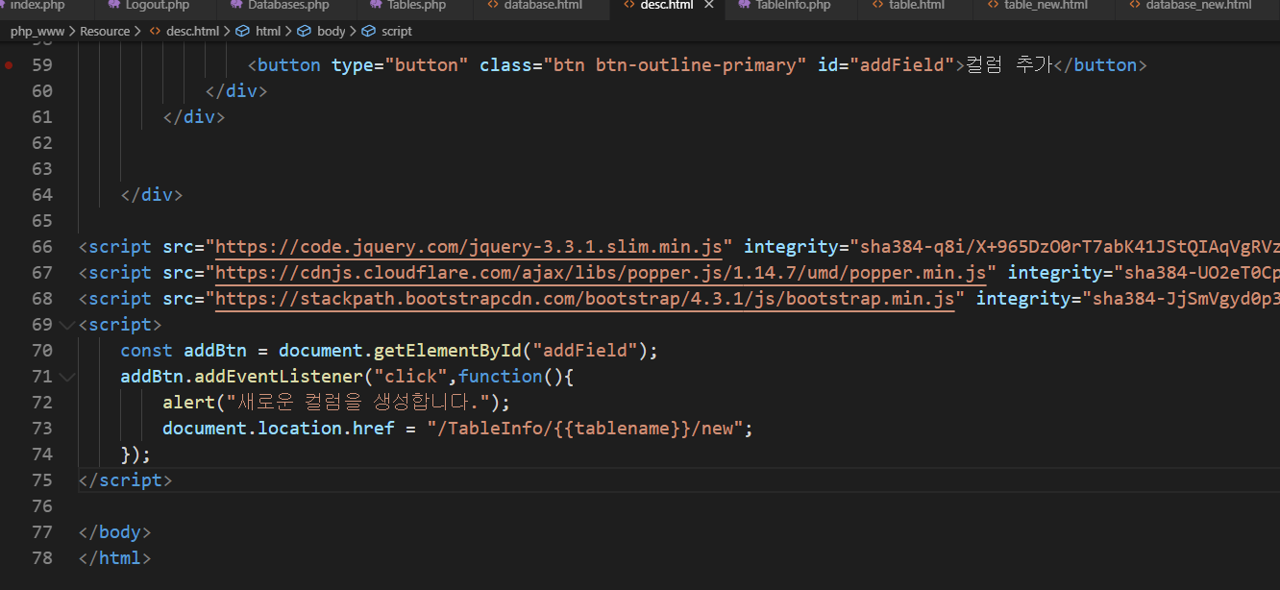 index.php Logout.php Databases.php Tables.php database.html desc.html TableInfo.php table.html table_new.html database_new.html
php_www > Resource > desc.html > html > body > script
59 <button type="button" class="btn btn-outline-primary" id="addField">컬럼 추가</button>
60 </div>
61 </div>
62
63
64 </div>
65
66 <script src="https://code.jquery.com/jquery-3.3.1.slim.min.js" integrity="sha384-q8i/X+965DzO0rT7abK41JStQIAqVgRVz
67 <script src="https://cdnjs.cloudflare.com/ajax/libs/popper.js/1.14.7/umd/popper.min.js" integrity="sha384-UO2eT0Cp
68 <script src="https://stackpath.bootstrapcdn.com/bootstrap/4.3.1/js/bootstrap.min.js" integrity="sha384-JjSmVgyd0p3
69 <script>
70 const addBtn = document.getElementById("addField");
71 addBtn.addEventListener("click",function(){
72 alert("새로운 컬럼을 생성합니다.");
73 document.location.href = "/TableInfo/{{tablename}}/new";
74 });
75 </script>
76
77 </body>
78 </html>